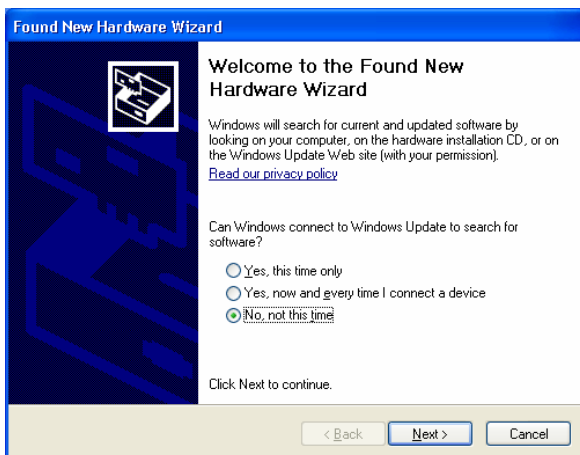 Found New Hardware Wizard
Welcome to the Found New
Hardware Wizard
Windows will search for current and updated software by
looking on your computer, on the hardware installation CD, or on
the Windows Update Web site (with your permission).
Read our privacy policy
Can Windows connect to Windows Update to search for
software?
Yes, this time only
Yes, now and every time I connect a device
No, not this time
Click Next to continue.
< Back Next > Cancel